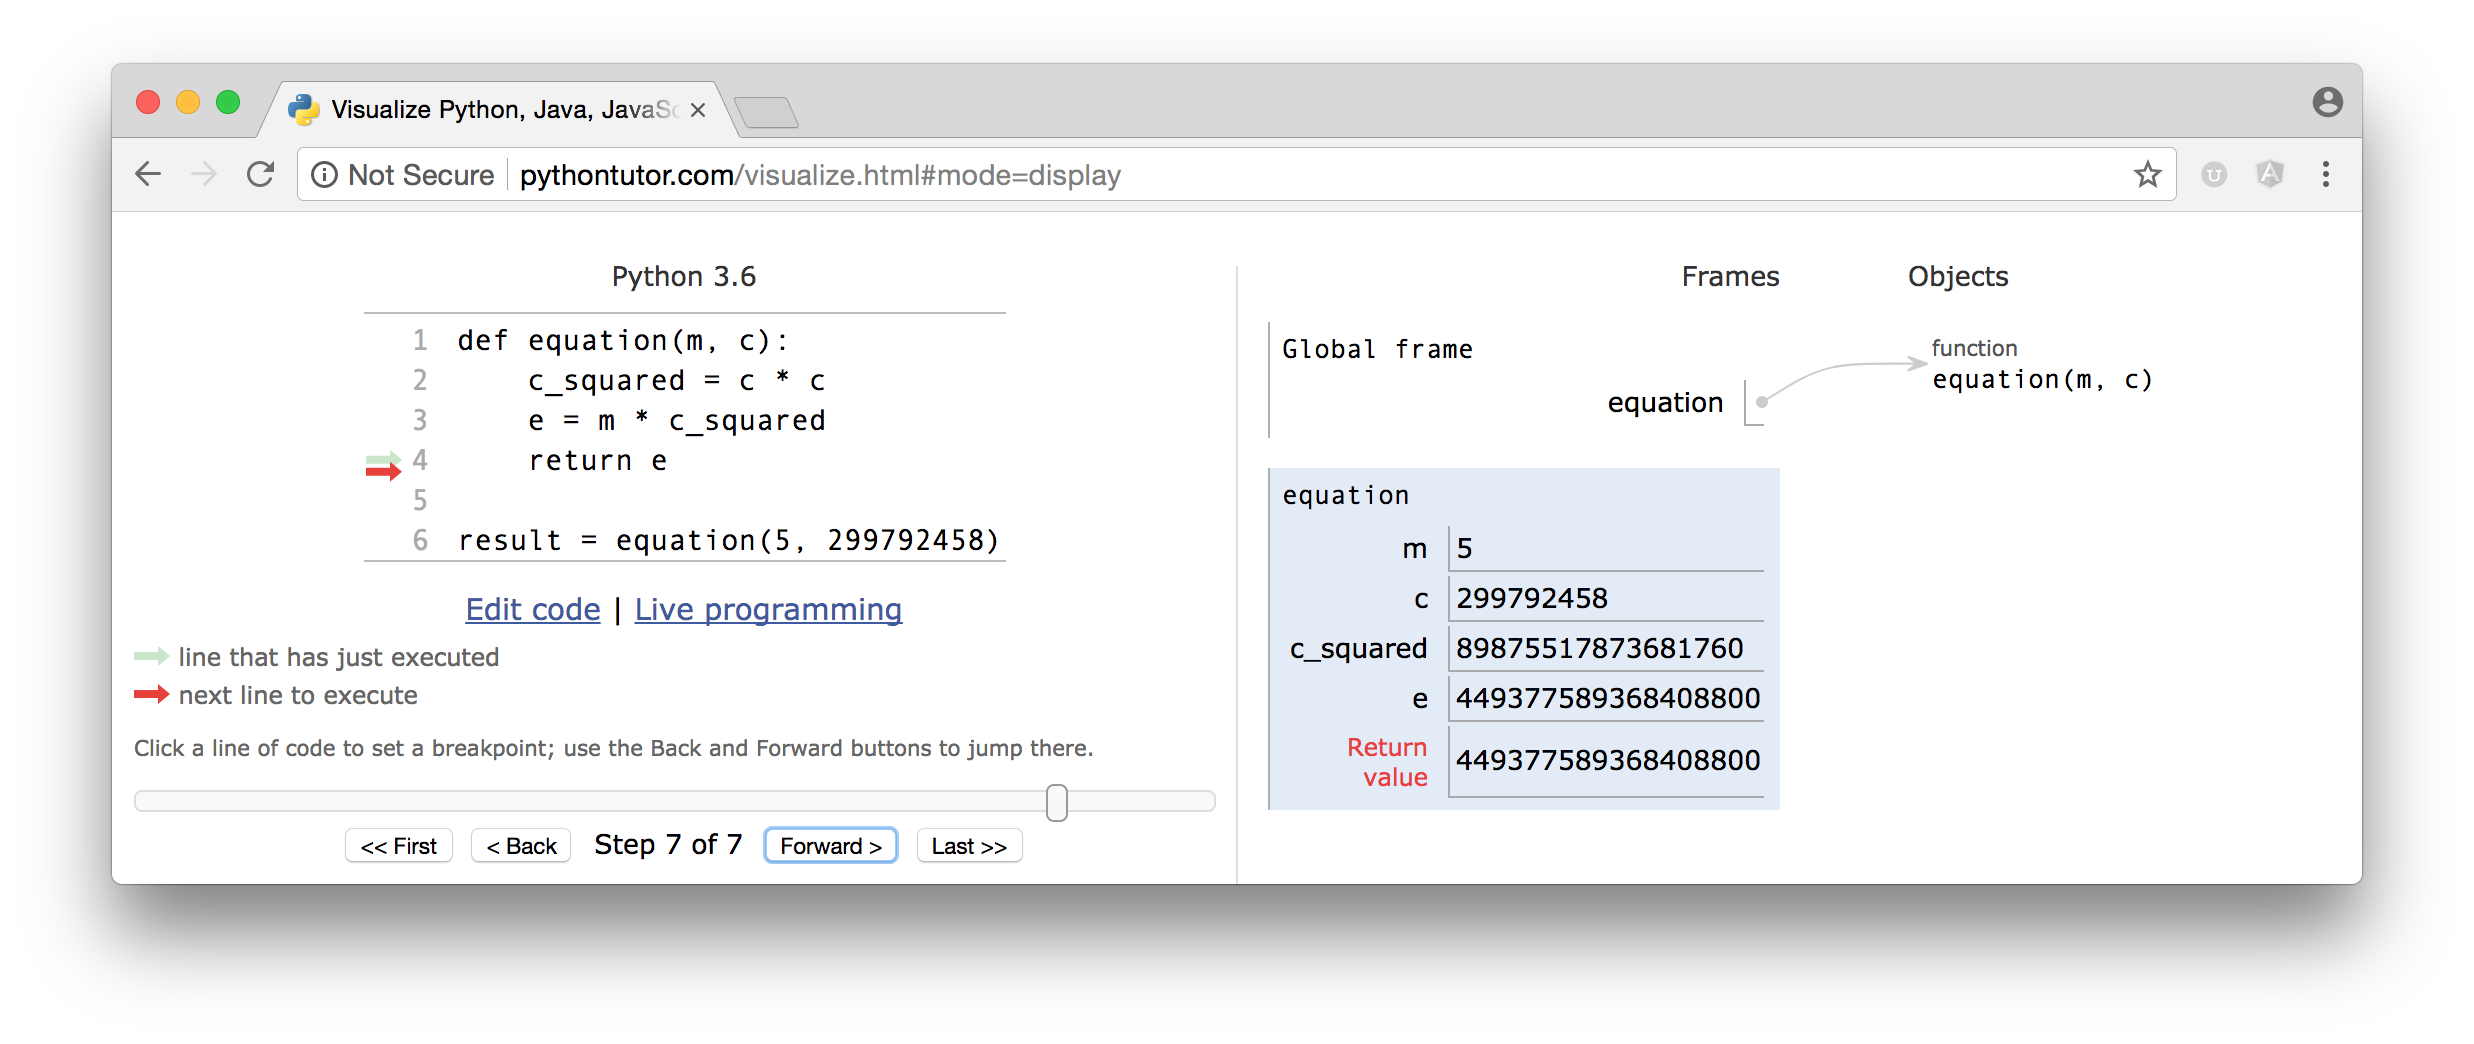 Visualize Python, Java, JavaSc
Not Secure pythontutor.com/visualize.html#mode=display
Python 3.6
1 def equation(m, c):
2 c_squared = c * c
3 e = m * c_squared
4 return e
5
6 result = equation(5, 299792458)
Edit code | Live programming
line that has just executed
next line to execute
Click a line of code to set a breakpoint; use the Back and Forward buttons to jump there.
<< First < Back Step 7 of 7 Forward > Last >>
Frames Objects
Global frame
equation
function
equation(m, c)
equation
m 5
c 299792458
c_squared 89875517873681760
e 449377589368408800
Return
value 449377589368408800